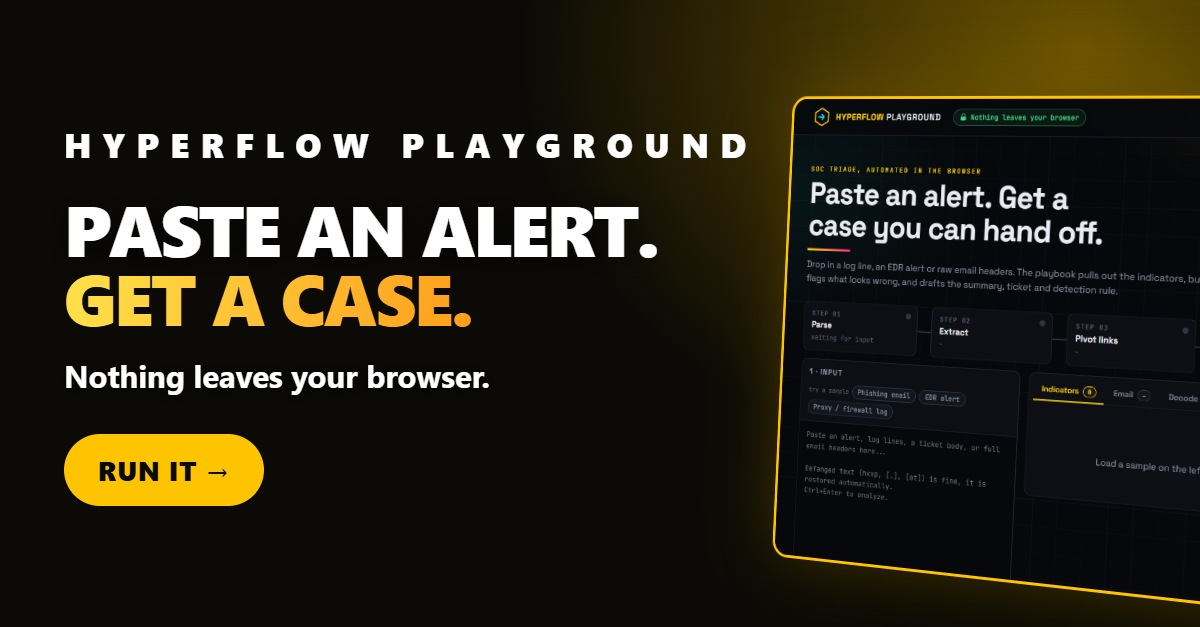 HYPERFLOW PLAYGROUND
PASTE AN ALERT.
GET A CASE.
Nothing leaves your browser.
RUN IT →
HYPERFLOW PLAYGROUND
Nothing leaves your browser
SOC TRIAGE, AUTOMATED IN THE BROWSER
Paste an alert. Get a
case you can hand off.
Drop in a log line, an EDR alert or raw email headers. The playbook pulls out the indicators, bu
flags what looks wrong, and drafts the summary, ticket and detection rule.
STEP 01
Parse
waiting for input
STEP 02
Extract
-
STEP 03
Pivot links
-
1 · INPUT
try a sample Phishing email EDR alert
Proxy / firewall log
Paste an alert, log lines, a ticket body, or full
email headers here...
Defanged text (hxxp, [.], [at]) is fine, it is
restored automatically.
Ctrl+Enter to analyze.
Indicators 0 Email - Decode
Load a sample on the lef